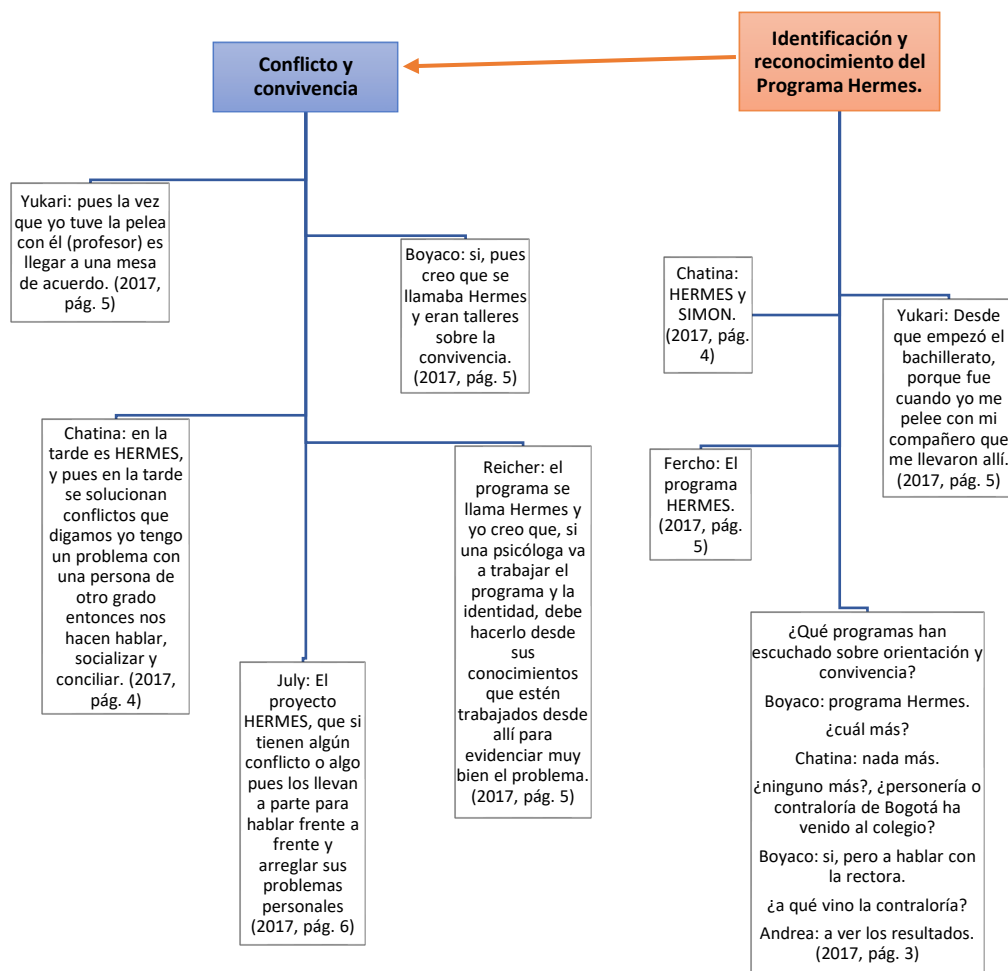 Conflicto y
convivencia
Identificación y
reconocimiento del
Programa Hermes.
Yukari: pues la vez
que yo tuve la pelea
con él (profesor) es
llegar a una mesa
de acuerdo. (2017,
pág. 5)
Boyaco: si, pues
creo que se
llamaba Hermes
y eran talleres
sobre la
convivencia.
(2017, pág. 5)
Chatina: en la
tarde es HERMES,
y pues en la tarde
se solucionan
conflictos que
digamos yo tengo
un problema con
una persona de
otro grado
entonces nos
hacen hablar,
socializar y
conciliar. (2017,
pág. 4)
Reicher: el
programa se
llama Hermes y
yo creo que, si
una psicóloga va
a trabajar el
programa y la
identidad, debe
hacerlo desde
sus
conocimientos
que estén
trabajados desde
allí para
evidenciar muy
bien el problema.
(2017, pág. 5)
July: El
proyecto
HERMES, que si
tienen algún
conflicto o algo
pues los llevan
a parte para
hablar frente a
frente y
arreglar sus
problemas
personales
(2017, pág. 6)
Chatina:
HERMES y
SIMON.
(2017, pág.
4)
Yukari: Desde
que empezó el
bachillerato,
porque fue
cuando yo me
pelee con mi
compañero que
me llevaron allí.
(2017, pág. 5)
Fercho: El
programa
HERMES.
(2017, pág.
5)
¿Qué programas han
escuchado sobre orientación y
convivencia?
Boyaco: programa Hermes.
¿cuál más?
Chatina: nada más.
¿ninguno más?, ¿personería o
contraloría de Bogotá ha
venido al colegio?
Boyaco: si, pero a hablar con
la rectora.
¿a qué vino la contraloría?
Andrea: a ver los resultados.
(2017, pág. 3)